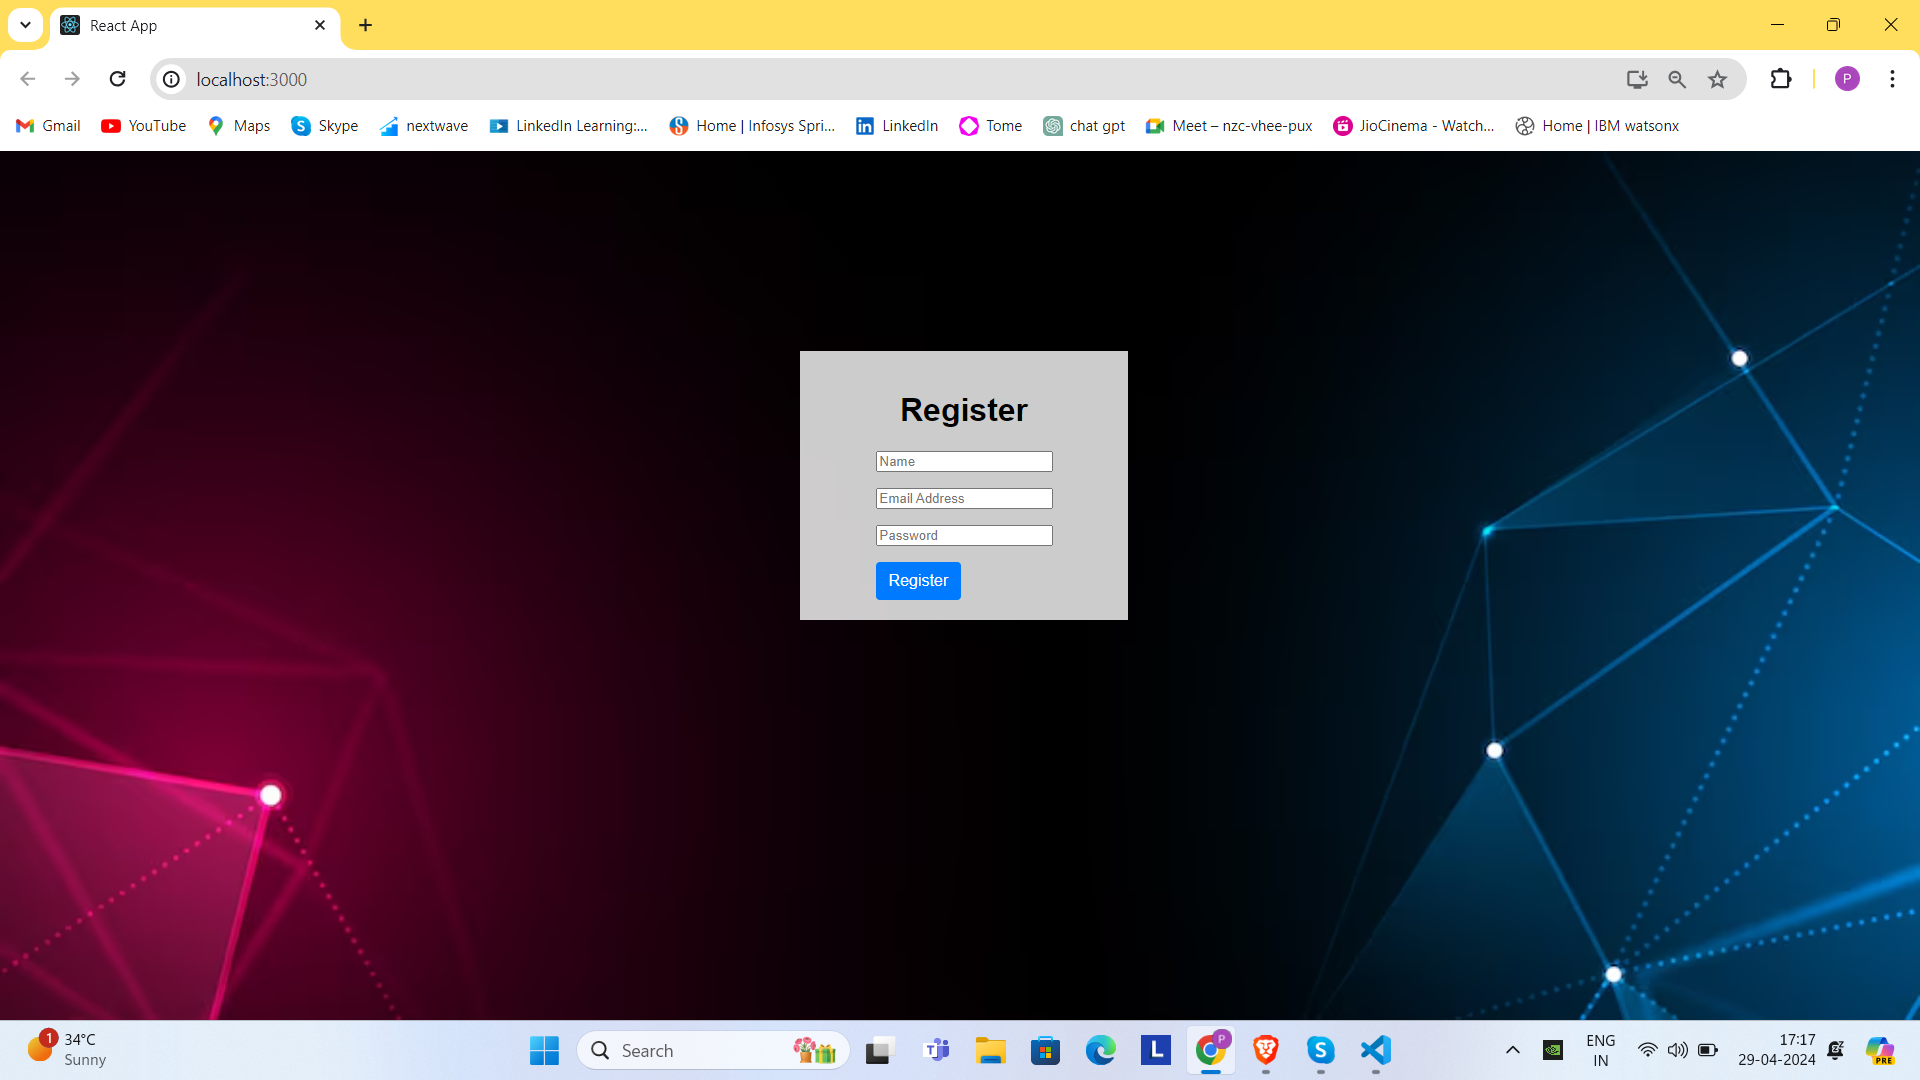 React App
localhost:3000
P
Gmail YouTube Maps Skype nextwave LinkedIn Learning:... Home | Infosys Spri... LinkedIn Tome chat gpt Meet – nzc-vhee-pux JioCinema - Watch... Home | IBM watsonx
Register
Name
Email Address
Password
Register
1
34°C
Sunny
Search
T
L
P
S
ENG
IN
17:17
29-04-2024
PRE